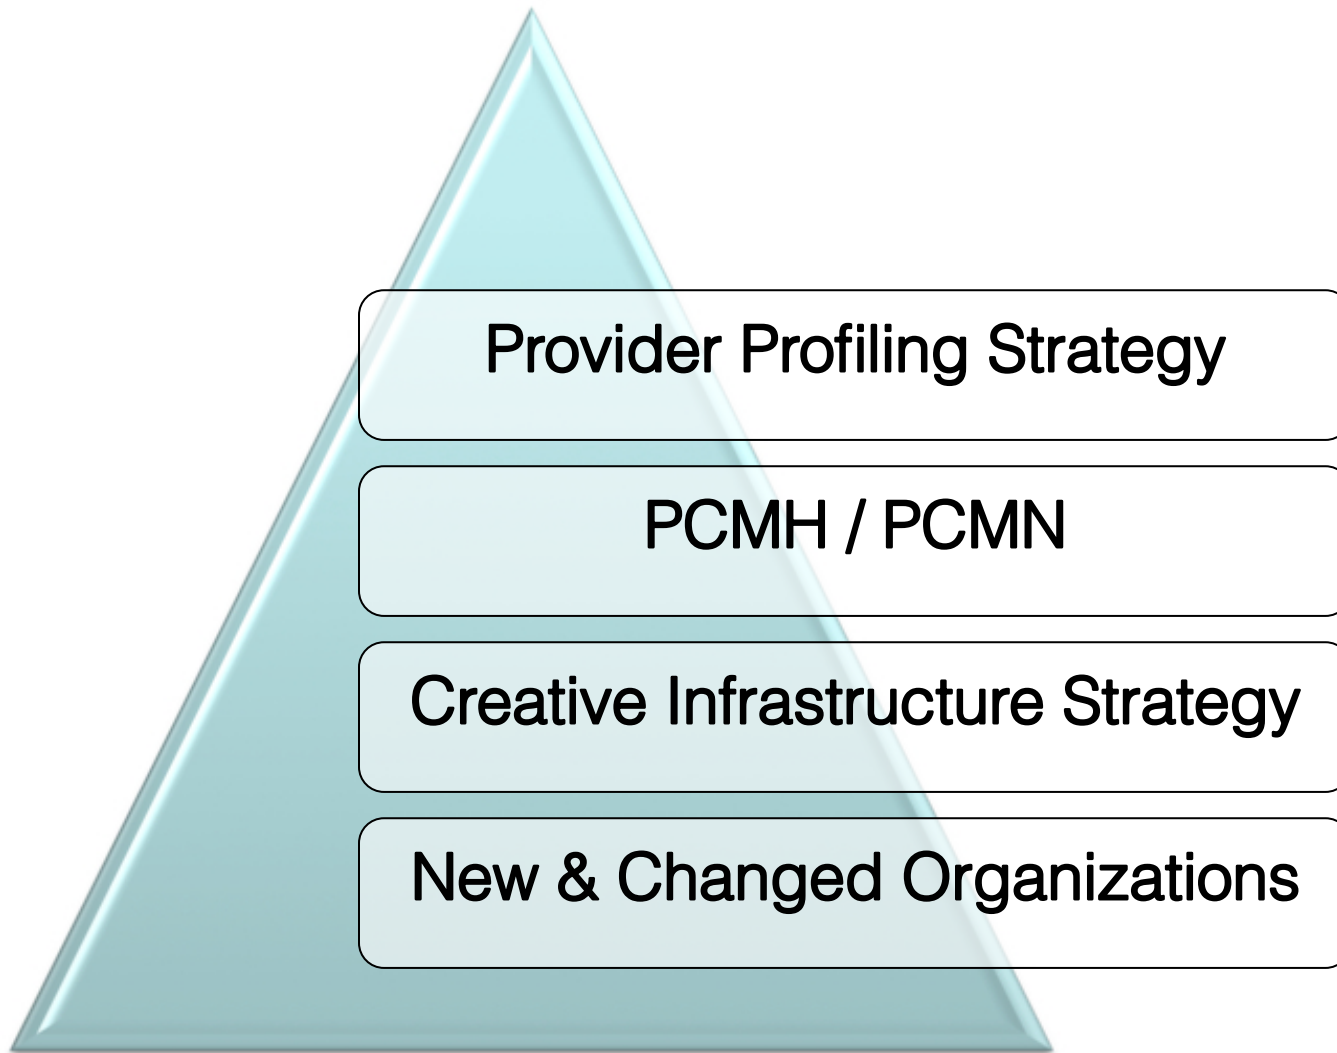 Provider Profiling Strategy
PCMH / PCMN
Creative Infrastructure Strategy
New & Changed Organizations